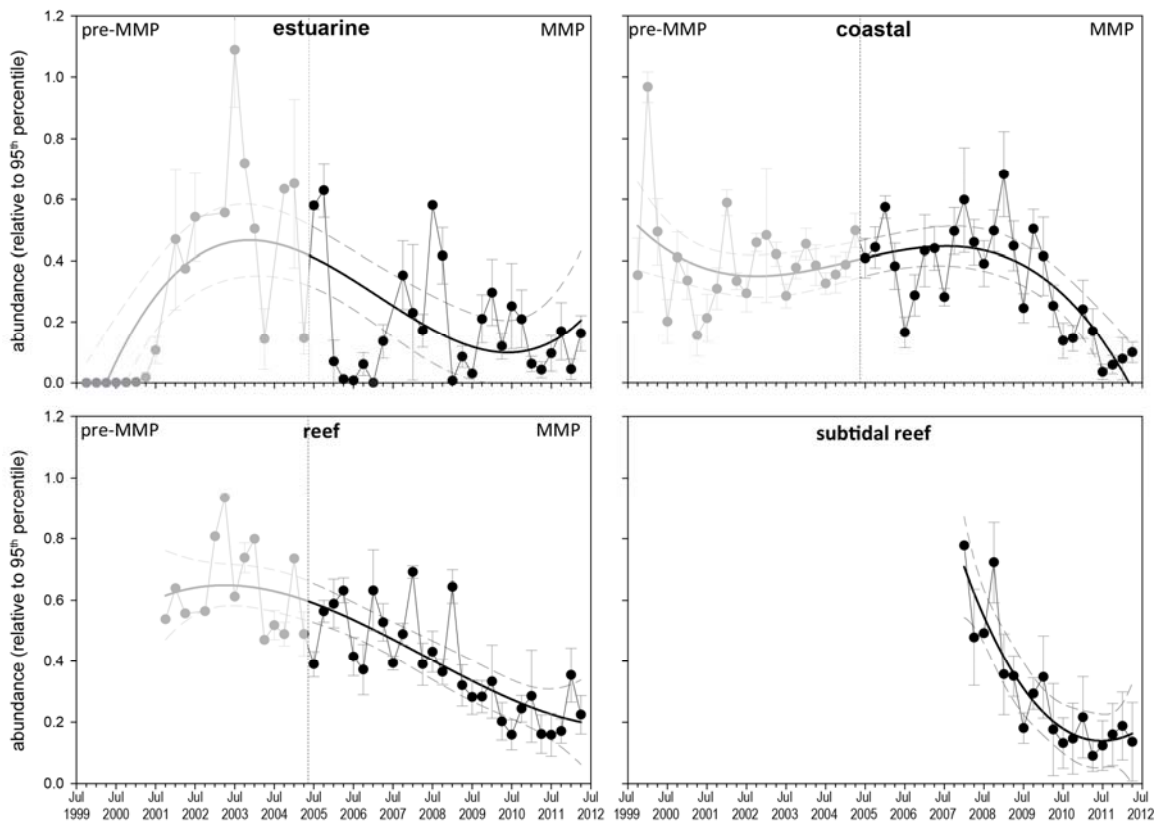 pre-MMP estuarine MMP
abundance (relative to 95th percentile)
1.2
1.0
0.8
0.6
0.4
0.2
0.0
pre-MMP coastal MMP
pre-MMP reef MMP
abundance (relative to 95th percentile)
1.2
1.0
0.8
0.6
0.4
0.2
0.0
subtidal reef
Jul Jul Jul Jul Jul Jul Jul Jul Jul Jul Jul Jul Jul Jul
1999 2000 2001 2002 2003 2004 2005 2006 2007 2008 2009 2010 2011 2012
Jul Jul Jul Jul Jul Jul Jul Jul Jul Jul Jul Jul Jul Jul
1999 2000 2001 2002 2003 2004 2005 2006 2007 2008 2009 2010 2011 2012